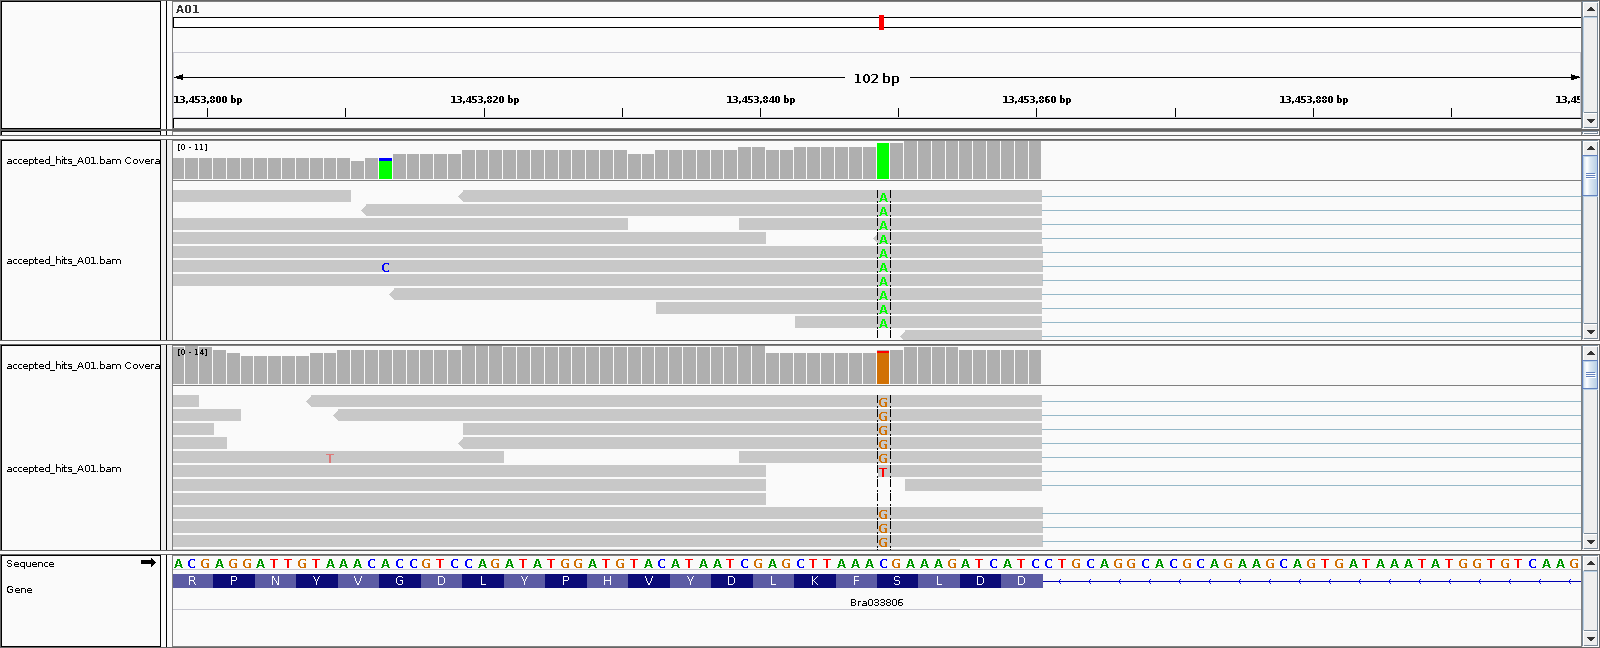 A01
102 bp
13,453,800 bp 13,453,820 bp 13,453,840 bp 13,453,860 bp 13,453,880 bp 13,45
accepted_hits_A01.bam Covera
[0 - 11]
A
A
A
A
A
accepted_hits_A01.bam
C A
A
A
A
A
accepted_hits_A01.bam Covera
[0 - 14]
G
G
G
G
T G
accepted_hits_A01.bam
T
G
G
G
Sequence
A C G A G G A T T G T A A A C A C C G T C C A G A T A T G G A T G T A C A T A A T C G A G C T T A A A C G A A A G A T C A T C C T G C A G G C A C G C A G A A G C A G T G A T A A A T A T G G T G T C A A G
Gene
R P N Y V G D L Y P H V Y D L K F S L D D
Bra033806